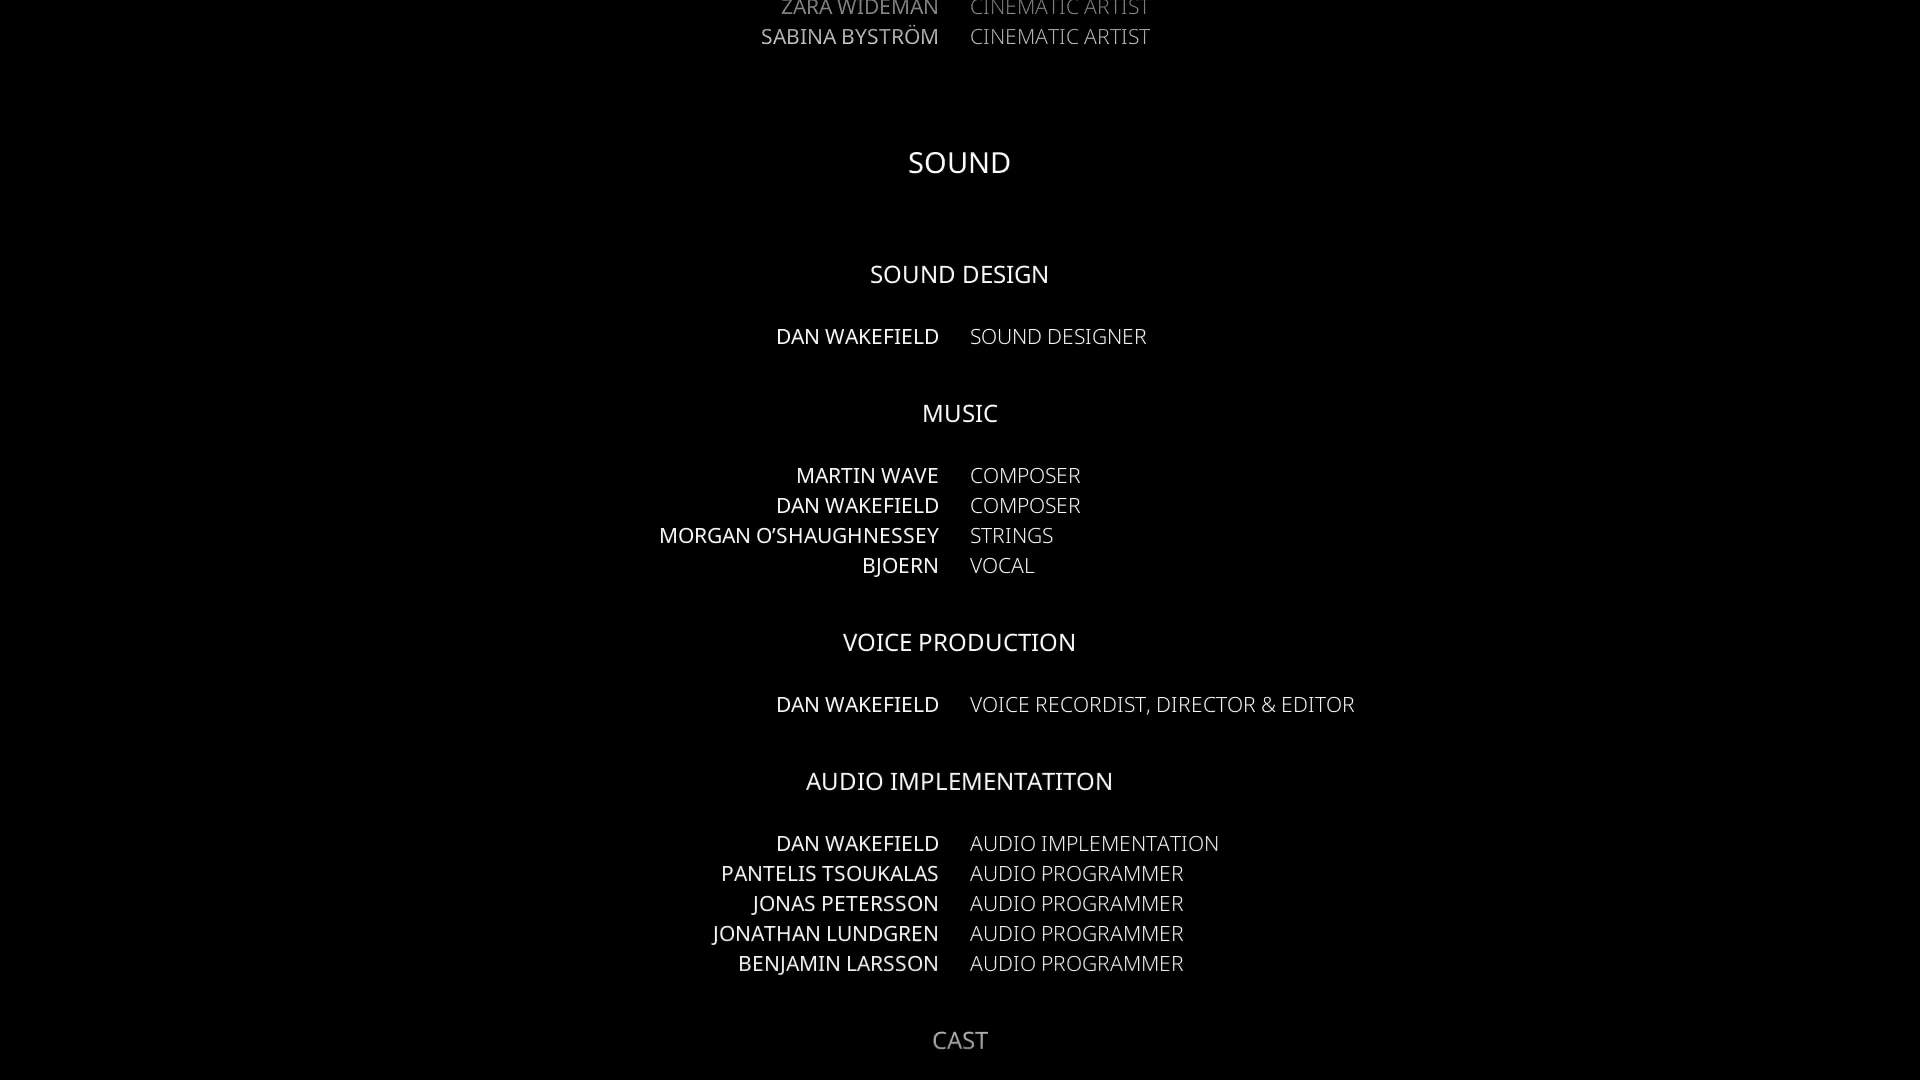 ZARA WIDEMAN CINEMATIC ARTIST
SABINA BYSTRÖM CINEMATIC ARTIST
SOUND
SOUND DESIGN
DAN WAKEFIELD SOUND DESIGNER
MUSIC
MARTIN WAVE COMPOSER
DAN WAKEFIELD COMPOSER
MORGAN O’SHAUGHNESSEY STRINGS
BJOERN VOCAL
VOICE PRODUCTION
DAN WAKEFIELD VOICE RECORDIST, DIRECTOR & EDITOR
AUDIO IMPLEMENTATITON
DAN WAKEFIELD AUDIO IMPLEMENTATION
PANTELIS TSOUKALAS AUDIO PROGRAMMER
JONAS PETERSSON AUDIO PROGRAMMER
JONATHAN LUNDGREN AUDIO PROGRAMMER
BENJAMIN LARSSON AUDIO PROGRAMMER
CAST